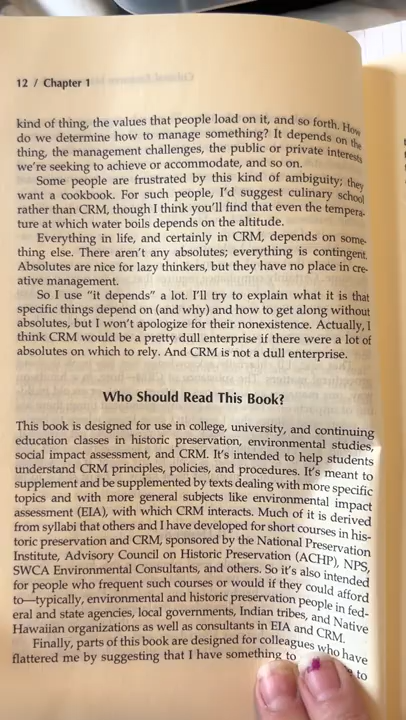 12 / Chapter 1
kind of thing, the values that people load on it, and so forth. How
do we determine how to manage something? It depends on the
thing, the management challenges, the public or private interests
we're seeking to achieve or accommodate, and so on.
Some people are frustrated by this kind of ambiguity; they
want a cookbook. For such people, I'd suggest culinary school
rather than CRM, though I think you'll find that even the tempera-
ture at which water boils depends on the altitude.
Everything in life, and certainly in CRM, depends on some-
thing else. There aren't any absolutes; everything is contingent.
Absolutes are nice for lazy thinkers, but they have no place in cre-
ative management.
So I use "it depends" a lot. I'll try to explain what it is that
specific things depend on (and why) and how to get along without
absolutes, but I won't apologize for their nonexistence. Actually, I
think CRM would be a pretty dull enterprise if there were a lot of
absolutes on which to rely. And CRM is not a dull enterprise.
Who Should Read This Book?
This book is designed for use in college, university, and continuing
education classes in historic preservation, environmental studies,
social impact assessment, and CRM. It's intended to help students
understand CRM principles, policies, and procedures. It's meant to
supplement and be supplemented by texts dealing with more specific
topics and with more general subjects like environmental impact
assessment (EIA), with which CRM interacts. Much of it is derived
from syllabi that others and I have developed for short courses in his-
toric preservation and CRM, sponsored by the National Preservation
Institute, Advisory Council on Historic Preservation (ACHP), NPS,
SWCA Environmental Consultants, and others. So it's also intended
for people who frequent such courses or would if they could afford
to—typically, environmental and historic preservation people in fed-
eral and state agencies, local governments, Indian tribes, and Native
Hawaiian organizations as well as consultants in EIA and CRM.
Finally, parts of this book are designed for colleagues who have
flattered me by suggesting that I have something to
to